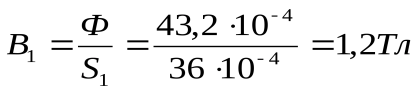 B₁ = Ф/S₁ = 43,2 · 10⁻⁴/36 · 10⁻⁴ = 1,2Тл